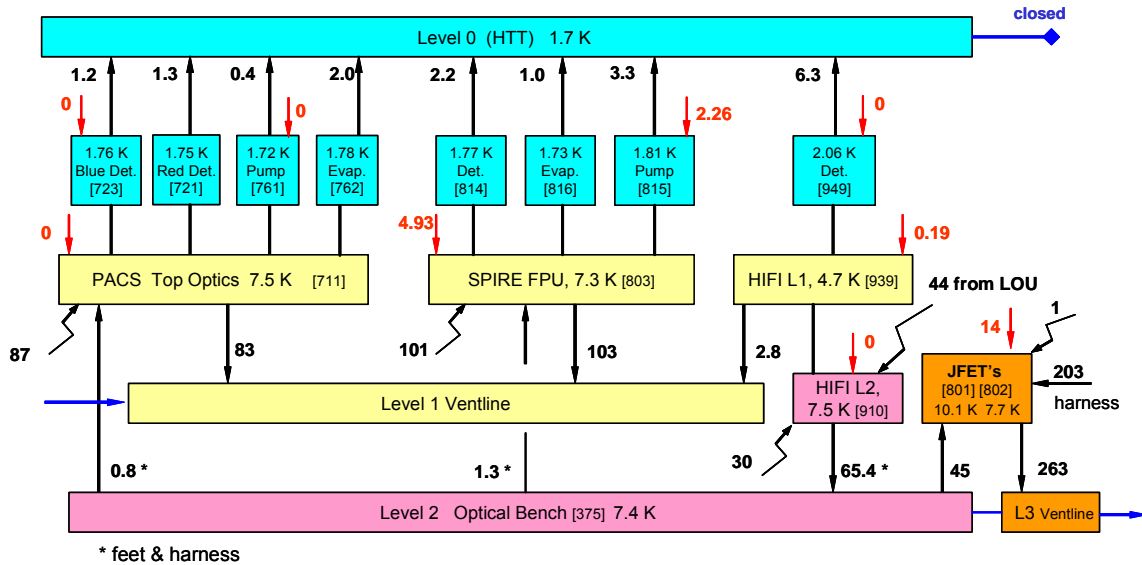 closed
Level 0 (HTT) 1.7 K
1.2
1.3
0.4
2.0
2.2
1.0
3.3
6.3
0
0
2.26
0
1.76 K
Blue Det.
[723]
1.75 K
Red Det.
[721]
1.72 K
Pump
[761]
1.78 K
Evap.
[762]
1.77 K
Det.
[814]
1.73 K
Evap.
[816]
1.81 K
Pump
[815]
2.06 K
Det.
[949]
0
4.93
0.19
PACS Top Optics 7.5 K [711]
SPIRE FPU, 7.3 K [803]
HIFI L1, 4.7 K [939]
44 from LOU
87
83
101
103
2.8
0
14
1
Level 1 Ventline
HIFI L2,
7.5 K [910]
JFET's
[801] [802]
10.1 K 7.7 K
203
harness
0.8 *
1.3 *
30
65.4 *
45
263
Level 2 Optical Bench [375] 7.4 K
L3 Ventline
* feet & harness